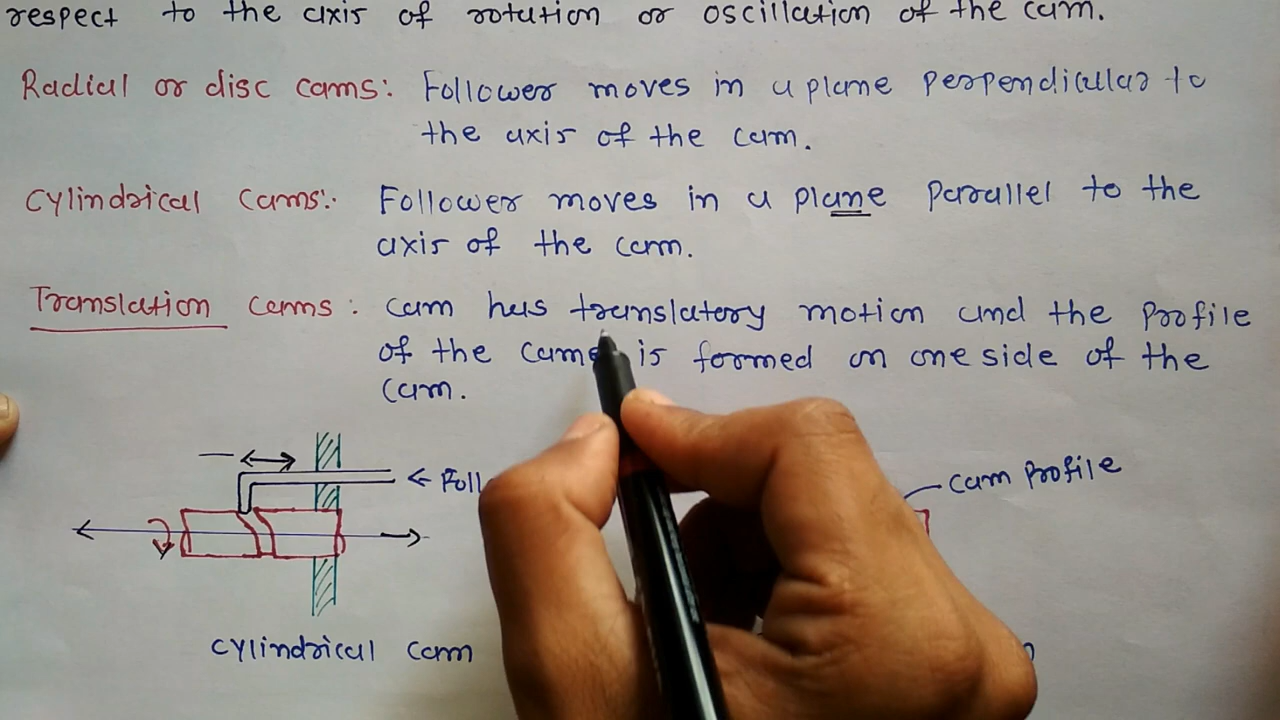 respect to the axis of rotation or oscillation of the cam.
Radial or disc cams: Follower moves in a plane perpendicular to
the axis of the cam.
Cylindrical Cams:- Follower moves in a plane parallel to the
axis of the cam.
Translation cams: cam has translatory motion and the profile
of the came is formed on one side of the
cam.
← Foll
cam profile
cylindrical cam